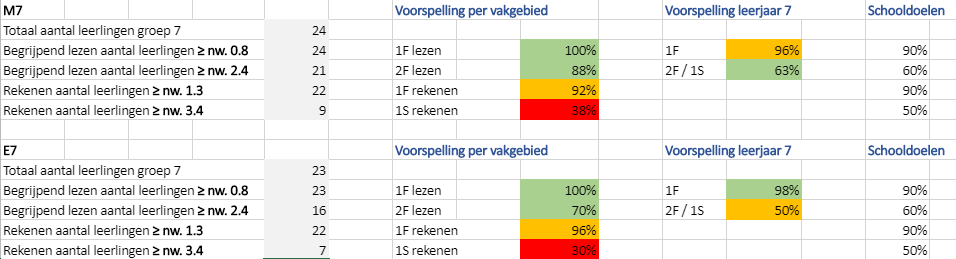 M7 Voorspelling per vakgebied Voorspelling leerjaar 7 Schooldoelen
Totaal aantal leerlingen groep 7 24
Begrijpend lezen aantal leerlingen ≥ nw. 0.8 24 1F lezen 100% 1F 96% 90%
Begrijpend lezen aantal leerlingen ≥ nw. 2.4 21 2F lezen 88% 2F / 1S 63% 60%
Rekenen aantal leerlingen ≥ nw. 1.3 22 1F rekenen 92% 90%
Rekenen aantal leerlingen ≥ nw. 3.4 9 1S rekenen 38% 50%
E7 Voorspelling per vakgebied Voorspelling leerjaar 7 Schooldoelen
Totaal aantal leerlingen groep 7 23
Begrijpend lezen aantal leerlingen ≥ nw. 0.8 23 1F lezen 100% 1F 98% 90%
Begrijpend lezen aantal leerlingen ≥ nw. 2.4 16 2F lezen 70% 2F / 1S 50% 60%
Rekenen aantal leerlingen ≥ nw. 1.3 22 1F rekenen 96% 90%
Rekenen aantal leerlingen ≥ nw. 3.4 7 1S rekenen 30% 50%